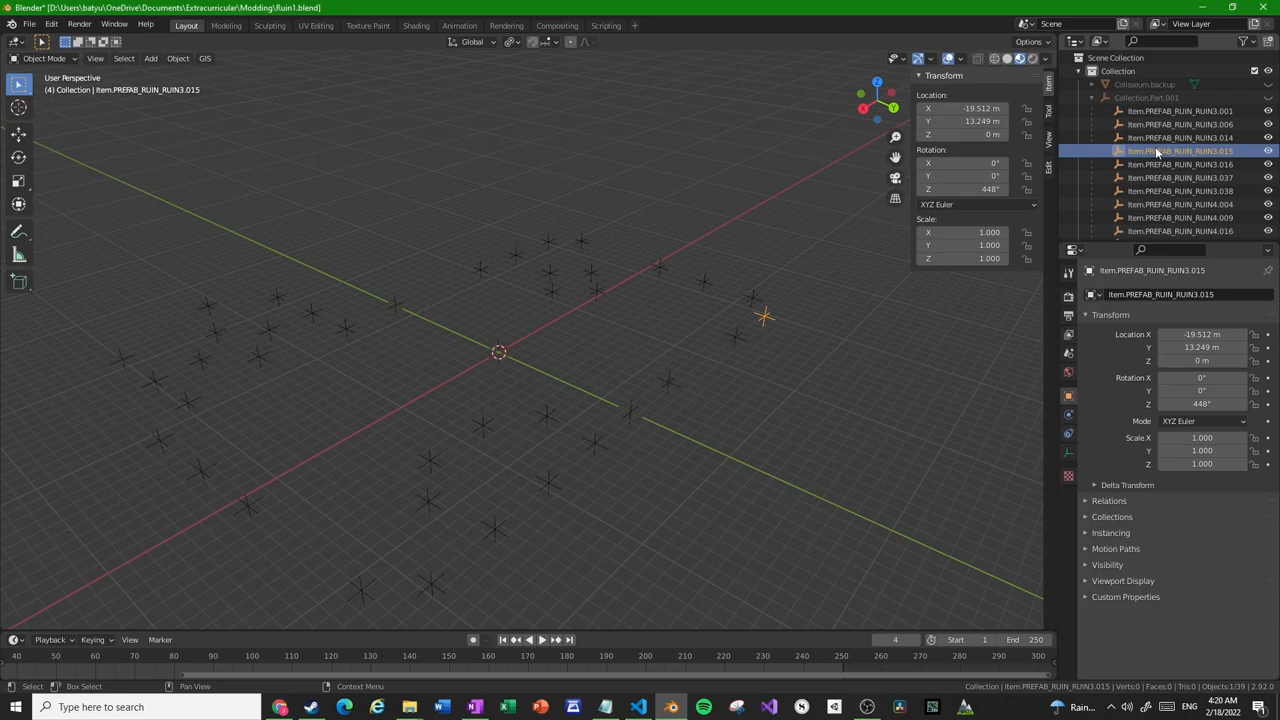 Blender* [D:\Users\batyu\OneDrive\Documents\Extracurricular\Modding\Ruin1.blend]
File Edit Render Window Help Layout Modeling Sculpting UV Editing Texture Paint Shading Animation Rendering Compositing Scripting Scene View Layer
Global Options
Object Mode View Select Add Object GIS
User Perspective
(4) Collection | Item.PREFAB_RUIN_RUIN3.015
Z
Y
X
Item
Tool
View
Edit
Transform
Location:
X -19.512 m
Y 13.249 m
Z 0 m
Rotation:
X 0°
Y 0°
Z 448°
XYZ Euler
Scale:
X 1.000
Y 1.000
Z 1.000
Scene Collection
Collection
Colisseum.backup
Collection.Part.001
Item.PREFAB_RUIN_RUIN3.001
Item.PREFAB_RUIN_RUIN3.006
Item.PREFAB_RUIN_RUIN3.014
Item.PREFAB_RUIN_RUIN3.015
Item.PREFAB_RUIN_RUIN3.016
Item.PREFAB_RUIN_RUIN3.037
Item.PREFAB_RUIN_RUIN3.038
Item.PREFAB_RUIN_RUIN4.004
Item.PREFAB_RUIN_RUIN4.009
Item.PREFAB_RUIN_RUIN4.016
Item.PREFAB_RUIN_RUIN3.015
Item.PREFAB_RUIN_RUIN3.015
Transform
Location X -19.512 m
Y 13.249 m
Z 0 m
Rotation X 0°
Y 0°
Z 448°
Mode XYZ Euler
Scale X 1.000
Y 1.000
Z 1.000
Delta Transform
Relations
Collections
Instancing
Motion Paths
Visibility
Viewport Display
Custom Properties
Playback Keying View Marker 4 Start 1 End 250
40 50 60 70 80 90 100 110 120 130 140 150 160 170 180 190 200 210 220 230 240 250 260 270 280 290 300
Select Box Select Pan View Context Menu Collection | Item.PREFAB_RUIN_RUIN3.015 | Verts:0 | Faces:0 | Tris:0 | Objects:1/39 | 2.92.0
Type here to search Rain... 4:20 AM
2/18/2022